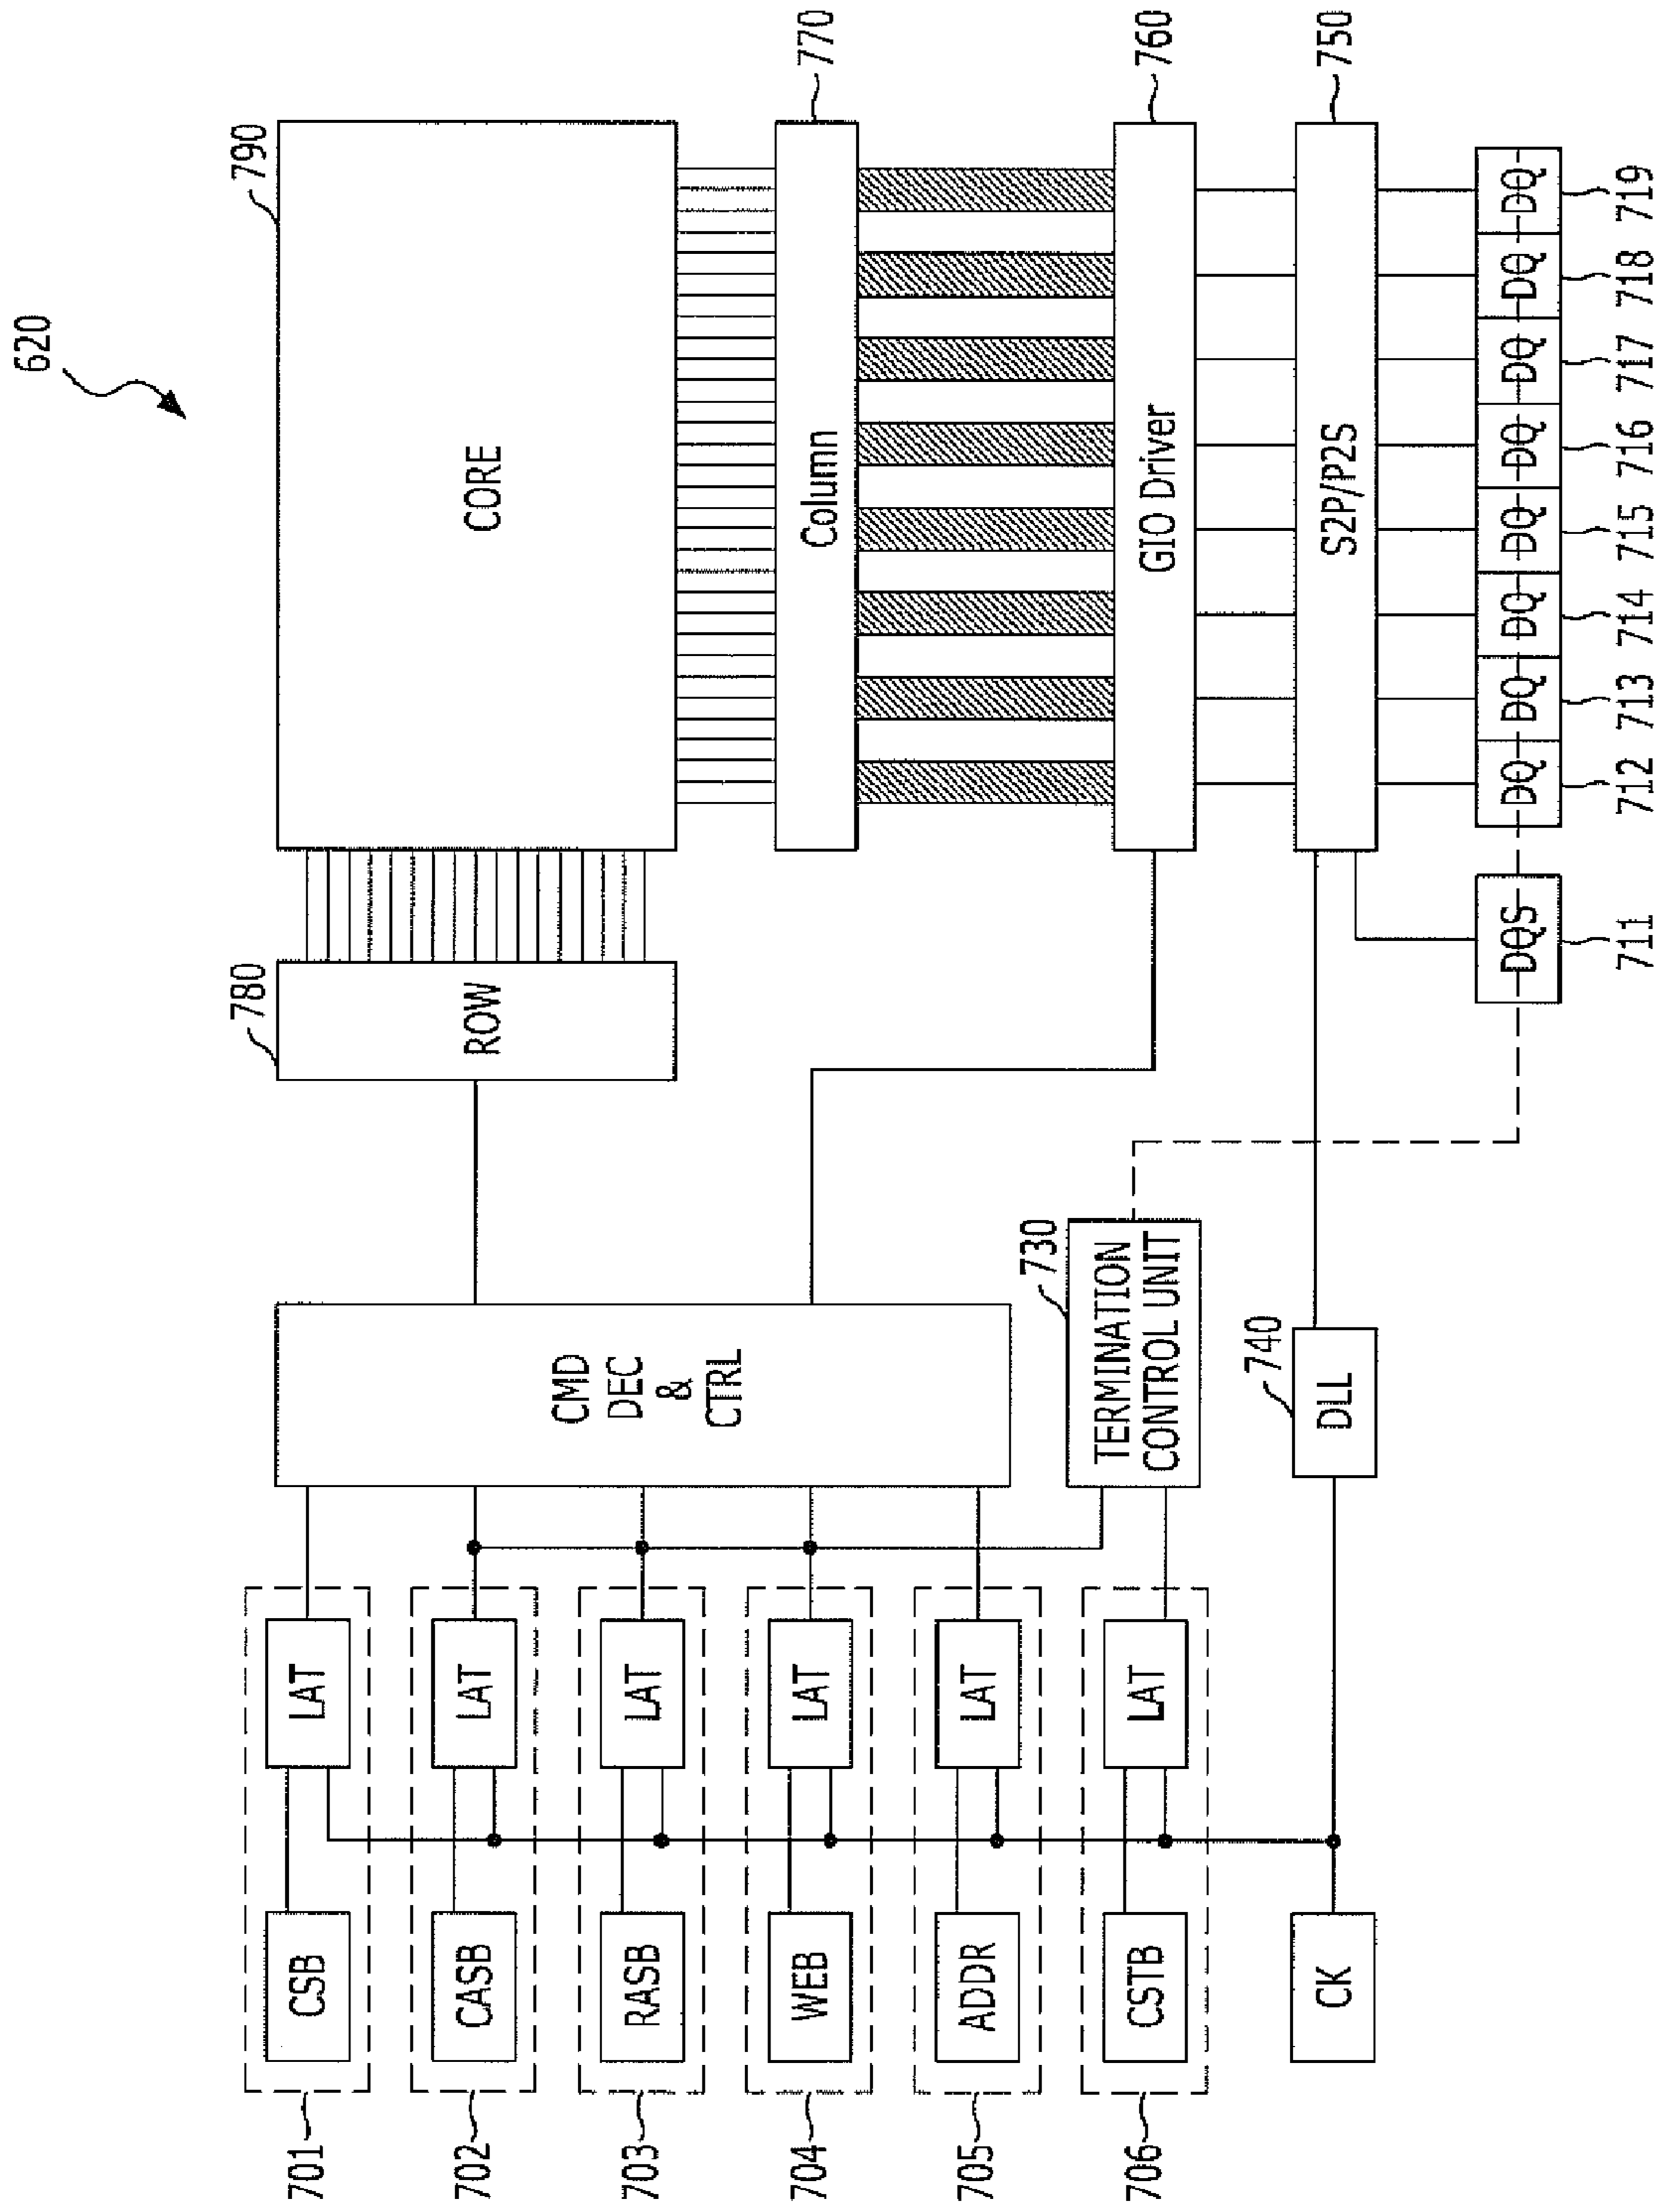 620
701
CSB
LAT
702
CASB
LAT
703
RASB
LAT
704
WEB
LAT
705
ADDR
LAT
706
CSTB
LAT
CK
CMD
DEC
&
CTRL
730
TERMINATION
CONTROL UNIT
740
DLL
780
ROW
790
CORE
Column
770
GIO Driver
760
S2P/P2S
750
DQS
DQ
DQ
DQ
DQ
DQ
DQ
DQ
DQ
711
712
713
714
715
716
717
718
719